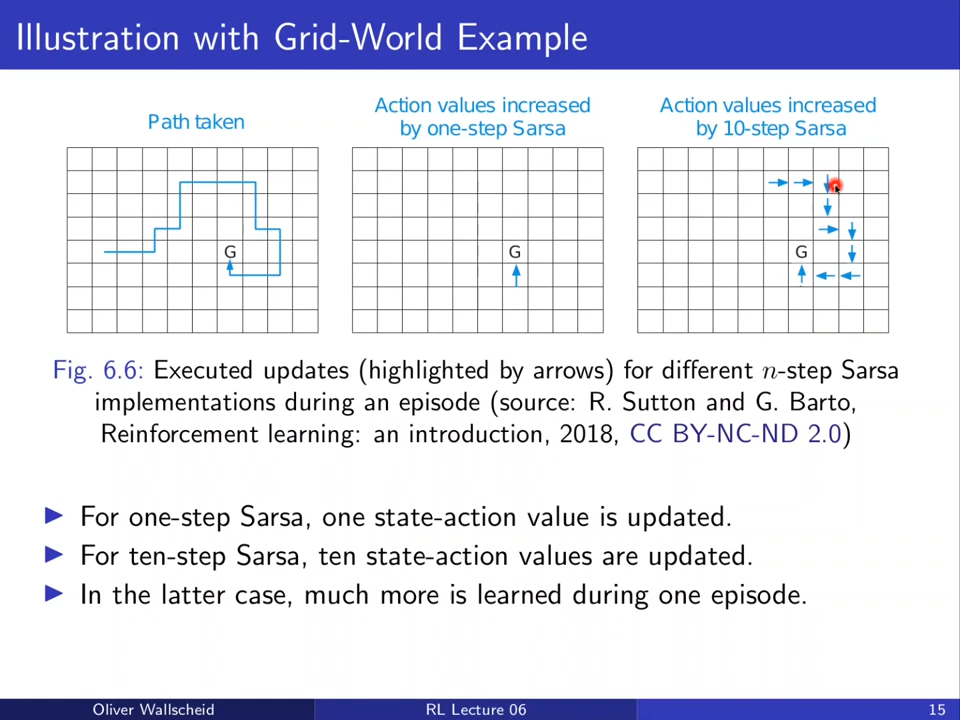 Illustration with Grid-World Example
Path taken
Action values increased
by one-step Sarsa
Action values increased
by 10-step Sarsa
G
G
G
Fig. 6.6: Executed updates (highlighted by arrows) for different n-step Sarsa
implementations during an episode (source: R. Sutton and G. Barto,
Reinforcement learning: an introduction, 2018, CC BY-NC-ND 2.0)
▶ For one-step Sarsa, one state-action value is updated.
▶ For ten-step Sarsa, ten state-action values are updated.
▶ In the latter case, much more is learned during one episode.
Oliver Wallscheid
RL Lecture 06
15